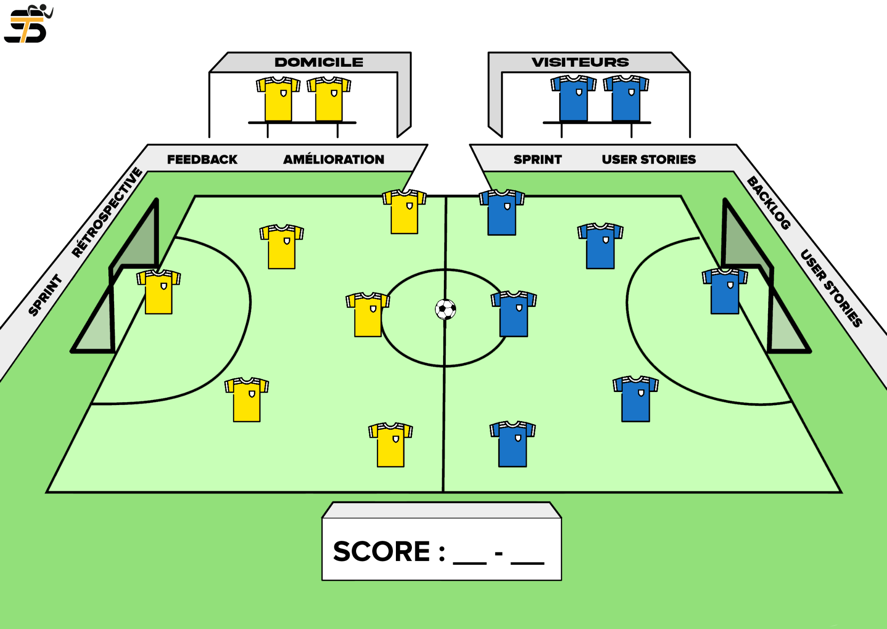 DOMICILE
VISITEURS
FEEDBACK
AMÉLIORATION
SPRINT
USER STORIES
SPRINT
RÉTROSPECTIVE
BACKLOG
USER STORIES
SCORE : __ - __